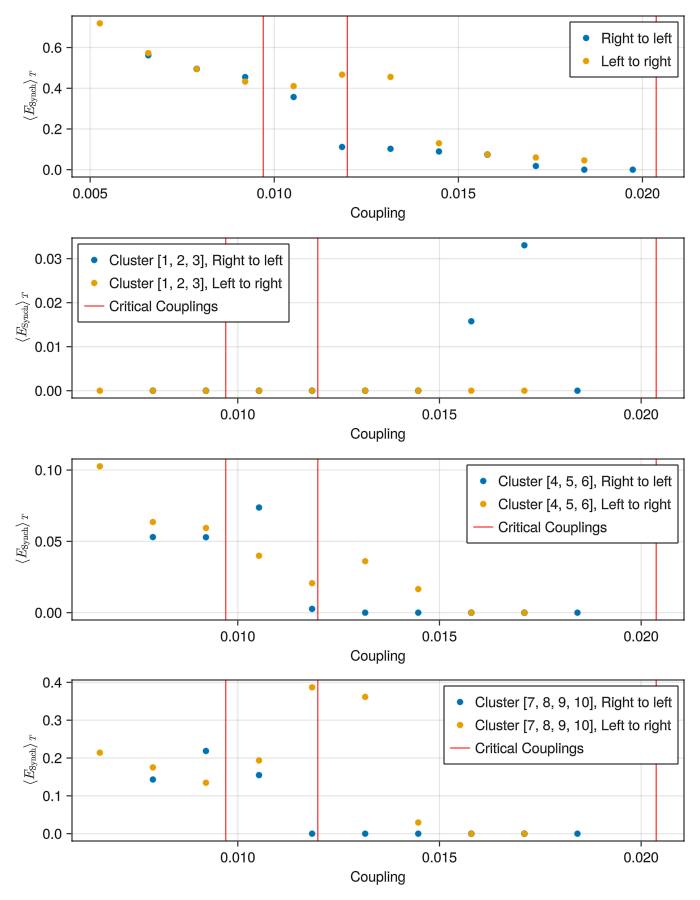 0.6
0.4
0.2
0.0
⟨E_Synch⟩_T
Right to left
Left to right
0.005
0.010
0.015
0.020
Coupling
0.03
0.02
0.01
0.00
⟨E_Synch⟩_T
Cluster [1, 2, 3], Right to left
Cluster [1, 2, 3], Left to right
Critical Couplings
0.010
0.015
0.020
Coupling
0.10
0.05
0.00
⟨E_Synch⟩_T
Cluster [4, 5, 6], Right to left
Cluster [4, 5, 6], Left to right
Critical Couplings
0.010
0.015
0.020
Coupling
0.4
0.3
0.2
0.1
0.0
⟨E_Synch⟩_T
Cluster [7, 8, 9, 10], Right to left
Cluster [7, 8, 9, 10], Left to right
Critical Couplings
0.010
0.015
0.020
Coupling